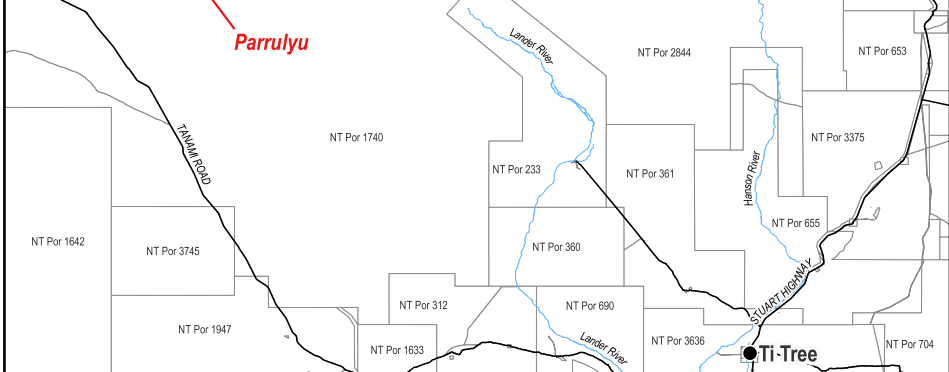 Parrulyu
Lander River
NT Por 2844
NT Por 653
TANAMI ROAD
NT Por 1740
NT Por 3375
NT Por 233
NT Por 361
Hanson River
NT Por 655
NT Por 1642
NT Por 3745
NT Por 360
STUART HIGHWAY
NT Por 312
NT Por 690
NT Por 1947
NT Por 1633
Lander River
NT Por 3636
Ti-Tree
NT Por 704